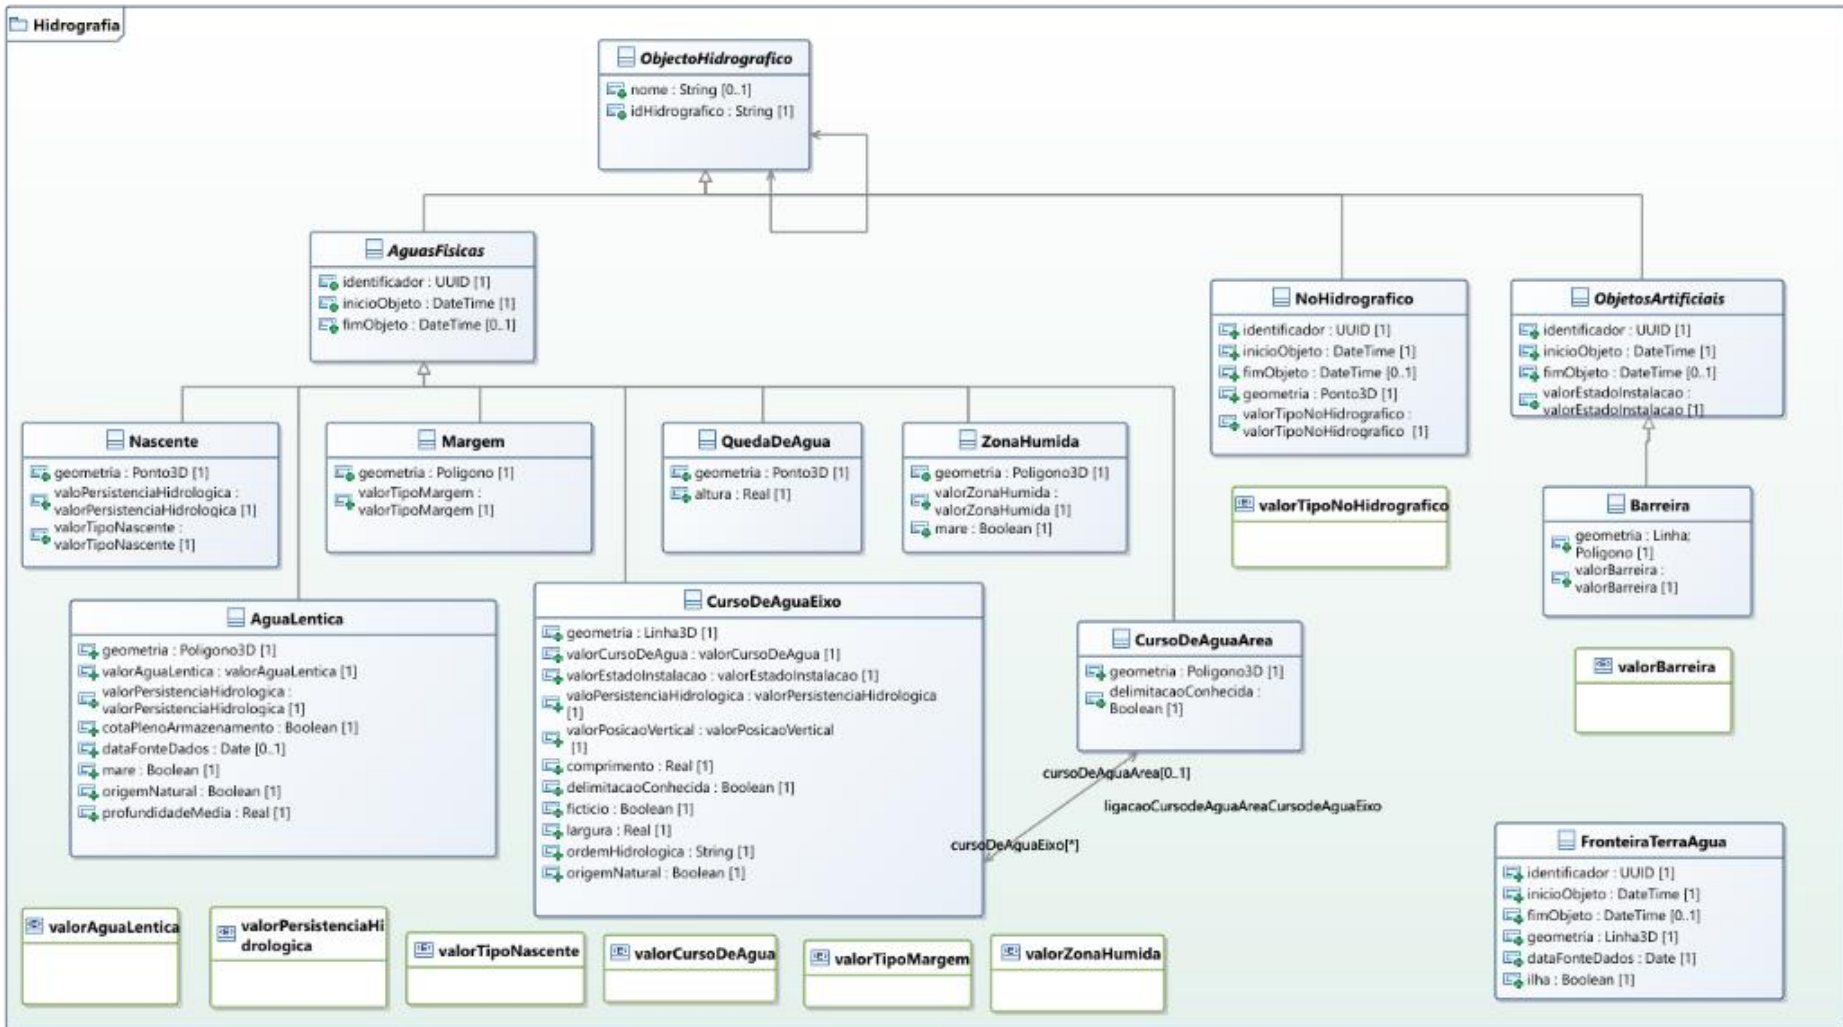 Hidrografia
ObjectoHidrografico
nome : String [0..1]
idHidrografico : String [1]
AguasFisicas
identificador : UUID [1]
inicioObjeto : DateTime [1]
fimObjeto : DateTime [0..1]
NoHidrografico
identificador : UUID [1]
inicioObjeto : DateTime [1]
fimObjeto : DateTime [0..1]
geometria : Ponto3D [1]
valorTipoNoHidrografico :
valorTipoNoHidrografico [1]
ObjetosArtificiais
identificador : UUID [1]
inicioObjeto : DateTime [1]
fimObjeto : DateTime [0..1]
valorEstadoInstalacao :
valorEstadoInstalacao [1]
Nascente
geometria : Ponto3D [1]
valoPersistenciaHidrologica :
valorPersistenciaHidrologica [1]
valorTipoNascente :
valorTipoNascente [1]
Margem
geometria : Poligono [1]
valorTipoMargem :
valorTipoMargem [1]
QuedaDeAgua
geometria : Ponto3D [1]
altura : Real [1]
ZonaHumida
geometria : Poligono3D [1]
valorZonaHumida :
valorZonaHumida [1]
mare : Boolean [1]
valorTipoNoHidrografico
Barreira
geometria : Linha;
Poligono [1]
valorBarreira :
valorBarreira [1]
AguaLentica
geometria : Poligono3D [1]
valorAguaLentica : valorAguaLentica [1]
valorPersistenciaHidrologica :
valorPersistenciaHidrologica [1]
cotaPlenoArmazenamento : Boolean [1]
dataFonteDados : Date [0..1]
mare : Boolean [1]
origemNatural : Boolean [1]
profundidadeMedia : Real [1]
CursoDeAguaEixo
geometria : Linha3D [1]
valorCursoDeAgua : valorCursoDeAgua [1]
valorEstadoInstalacao : valorEstadoInstalacao [1]
valoPersistenciaHidrologica : valorPersistenciaHidrologica
[1]
valorPosicaoVertical : valorPosicaoVertical
[1]
comprimento : Real [1]
delimitacaoConhecida : Boolean [1]
ficticio : Boolean [1]
largura : Real [1]
ordemHidrologica : String [1]
origemNatural : Boolean [1]
CursoDeAguaArea
geometria : Poligono3D [1]
delimitacaoConhecida :
Boolean [1]
valorBarreira
cursoDeAguaArea[0..1]
ligacaoCursodeAguaAreaCursodeAguaEixo
cursoDeAguaEixo[*]
FronteiraTerraAgua
identificador : UUID [1]
inicioObjeto : DateTime [1]
fimObjeto : DateTime [0..1]
geometria : Linha3D [1]
dataFonteDados : Date [1]
ilha : Boolean [1]
valorAguaLentica
valorPersistenciaHi
drologica
valorTipoNascente
valorCursoDeAgua
valorTipoMargem
valorZonaHumida